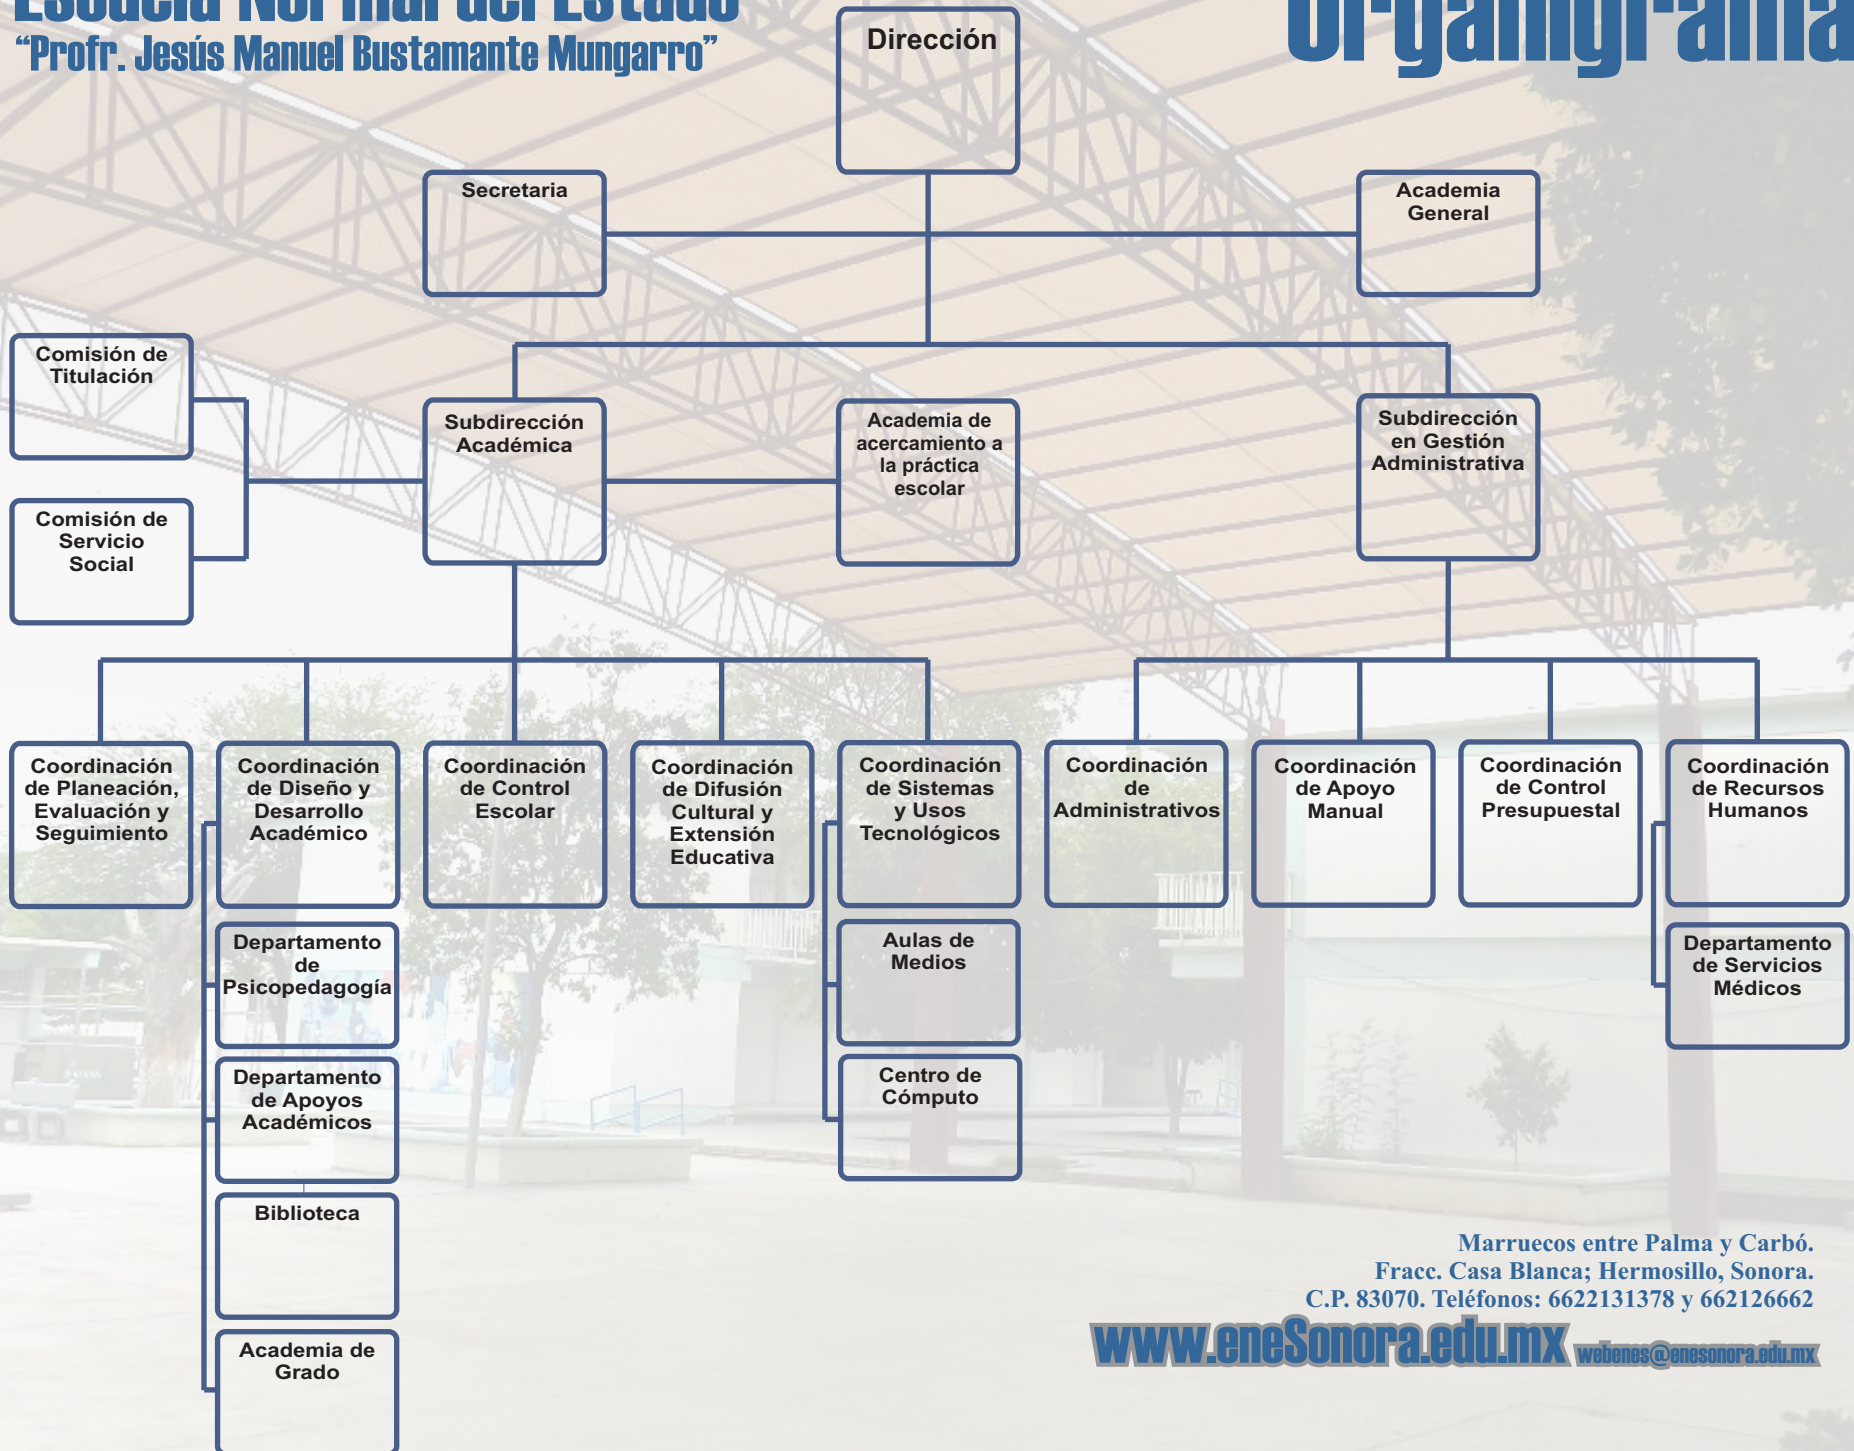 Escuela Normal del Estado
Organigrama
“Profr. Jesús Manuel Bustamante Mungarro”
Dirección
Secretaria
Academia
General
Comisión de
Titulación
Subdirección
Académica
Academia de
acercamiento a
la práctica
escolar
Subdirección
en Gestión
Administrativa
Comisión de
Servicio
Social
Coordinación
de Planeación,
Evaluación y
Seguimiento
Coordinación
de Diseño y
Desarrollo
Académico
Coordinación
de Control
Escolar
Coordinación
de Difusión
Cultural y
Extensión
Educativa
Coordinación
de Sistemas
y Usos
Tecnológicos
Coordinación
de
Administrativos
Coordinación
de Apoyo
Manual
Coordinación
de Control
Presupuestal
Coordinación
de Recursos
Humanos
Departamento
de
Psicopedagogía
Aulas de
Medios
Departamento
de Servicios
Médicos
Departamento
de Apoyos
Académicos
Centro de
Cómputo
Biblioteca
Academia de
Grado
Marruecos entre Palma y Carbó.
Fracc. Casa Blanca; Hermosillo, Sonora.
C.P. 83070. Teléfonos: 6622131378 y 662126662
www.eneSonora.edu.mx webenes@enesonora.edu.mx